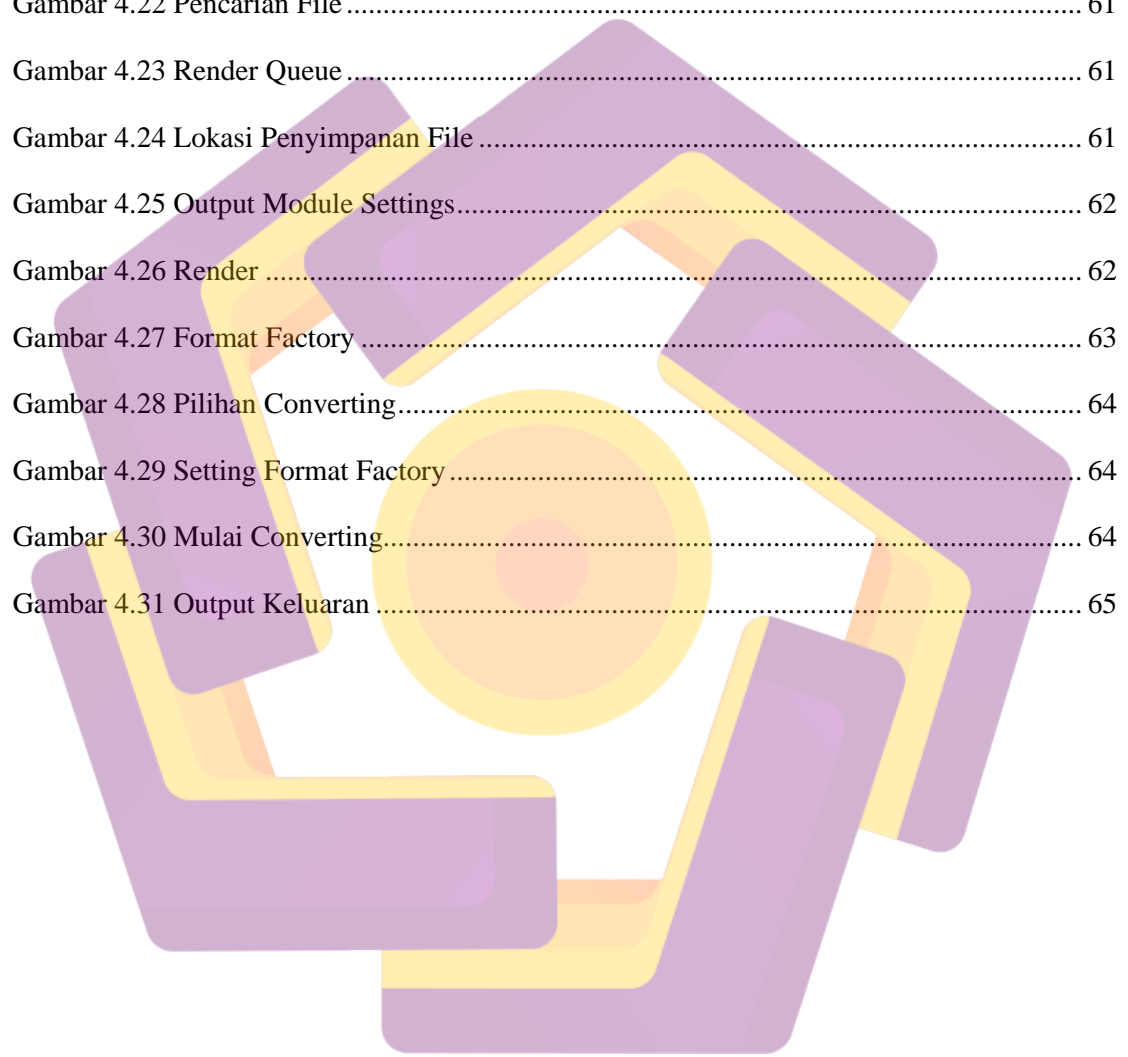 Gambar 4.22 Pencarian File.................................................................................................... 61
Gambar 4.23 Render Queue.................................................................................................... 61
Gambar 4.24 Lokasi Penyimpanan File.................................................................................. 61
Gambar 4.25 Output Module Settings..................................................................................... 62
Gambar 4.26 Render ............................................................................................................... 62
Gambar 4.27 Format Factory .................................................................................................. 63
Gambar 4.28 Pilihan Converting............................................................................................. 64
Gambar 4.29 Setting Format Factory...................................................................................... 64
Gambar 4.30 Mulai Converting............................................................................................... 64
Gambar 4.31 Output Keluaran ................................................................................................ 65